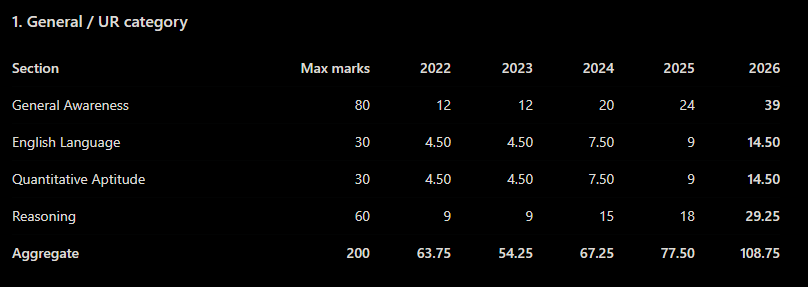 1. General / UR category
Section Max marks 2022 2023 2024 2025 2026
General Awareness 80 12 12 20 24 39
English Language 30 4.50 4.50 7.50 9 14.50
Quantitative Aptitude 30 4.50 4.50 7.50 9 14.50
Reasoning 60 9 9 15 18 29.25
Aggregate 200 63.75 54.25 67.25 77.50 108.75